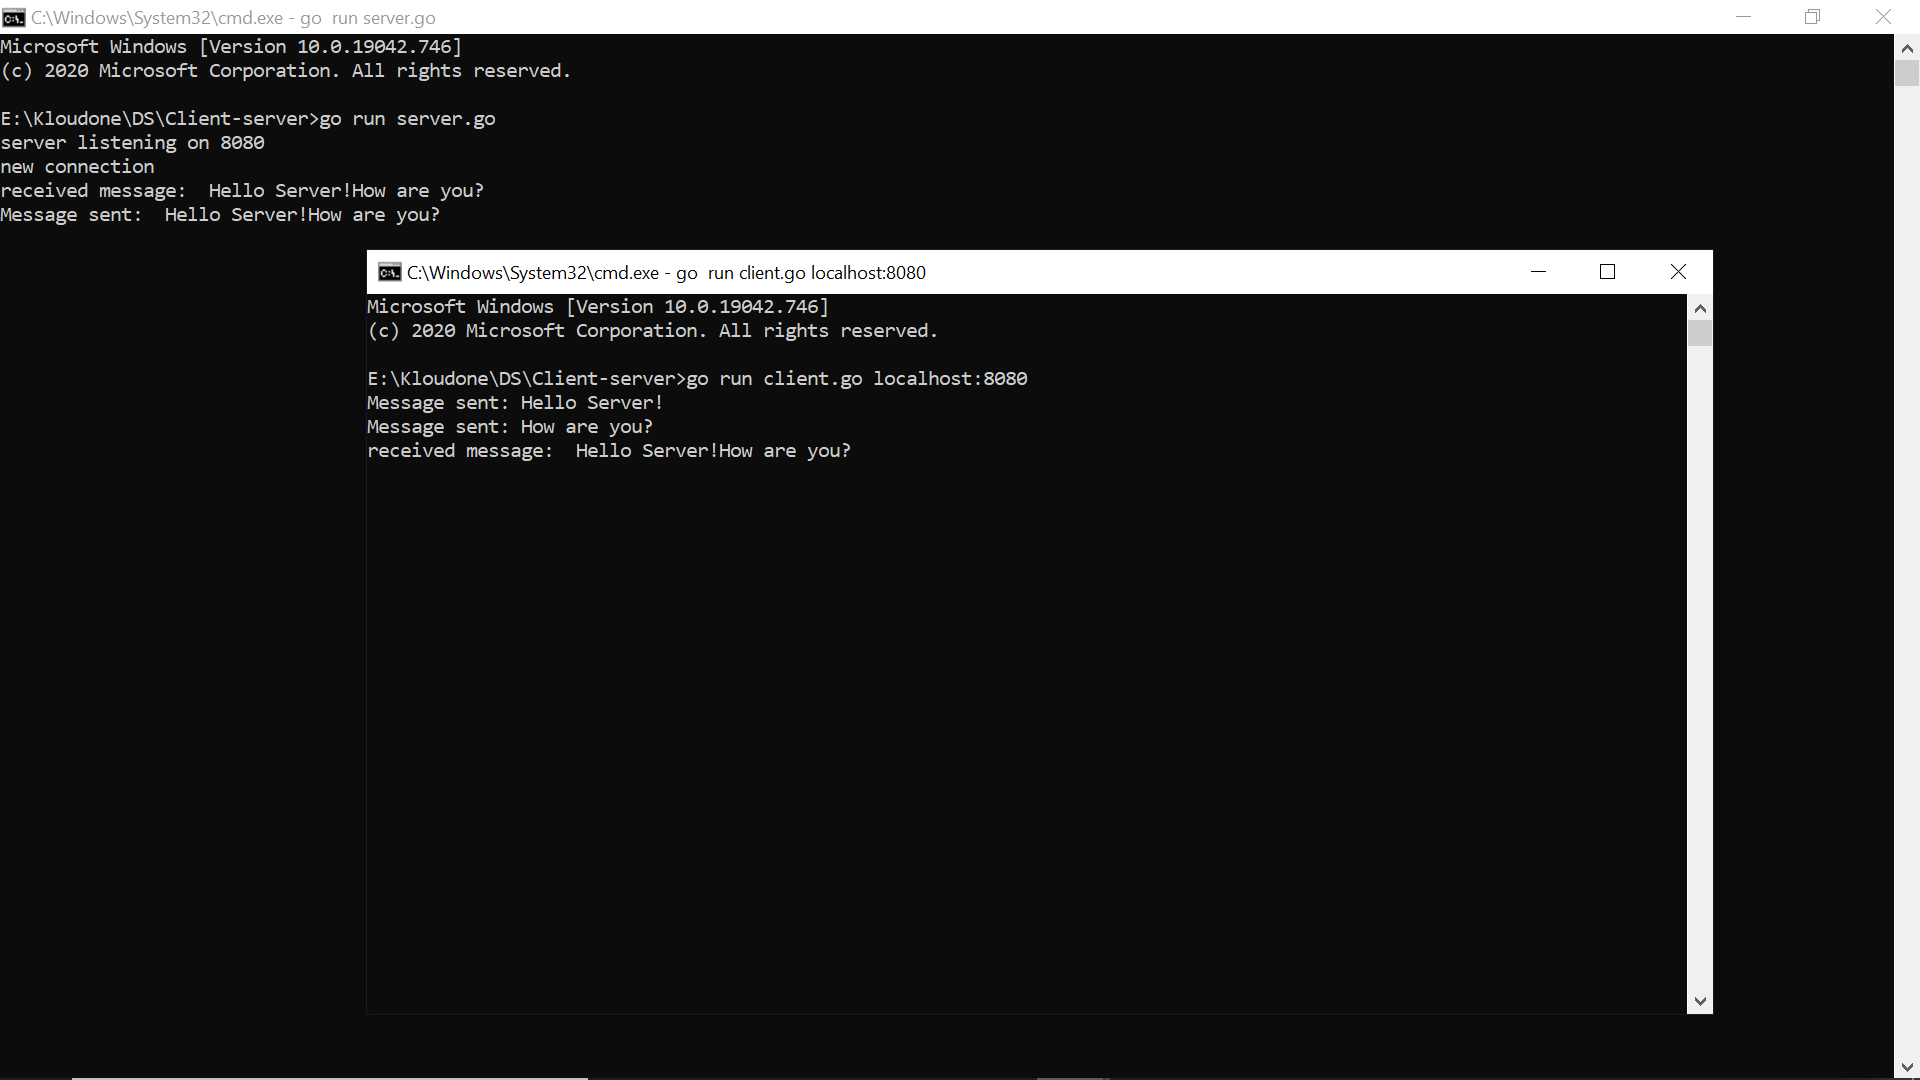 C:\Windows\System32\cmd.exe - go  run server.go
Microsoft Windows [Version 10.0.19042.746]
(c) 2020 Microsoft Corporation. All rights reserved.
E:\Kloudone\DS\Client-server>go run server.go
server listening on 8080
new connection
received message:  Hello Server!How are you?
Message sent:  Hello Server!How are you?
C:\Windows\System32\cmd.exe - go  run client.go localhost:8080
Microsoft Windows [Version 10.0.19042.746]
(c) 2020 Microsoft Corporation. All rights reserved.
E:\Kloudone\DS\Client-server>go run client.go localhost:8080
Message sent: Hello Server!
Message sent: How are you?
received message:  Hello Server!How are you?